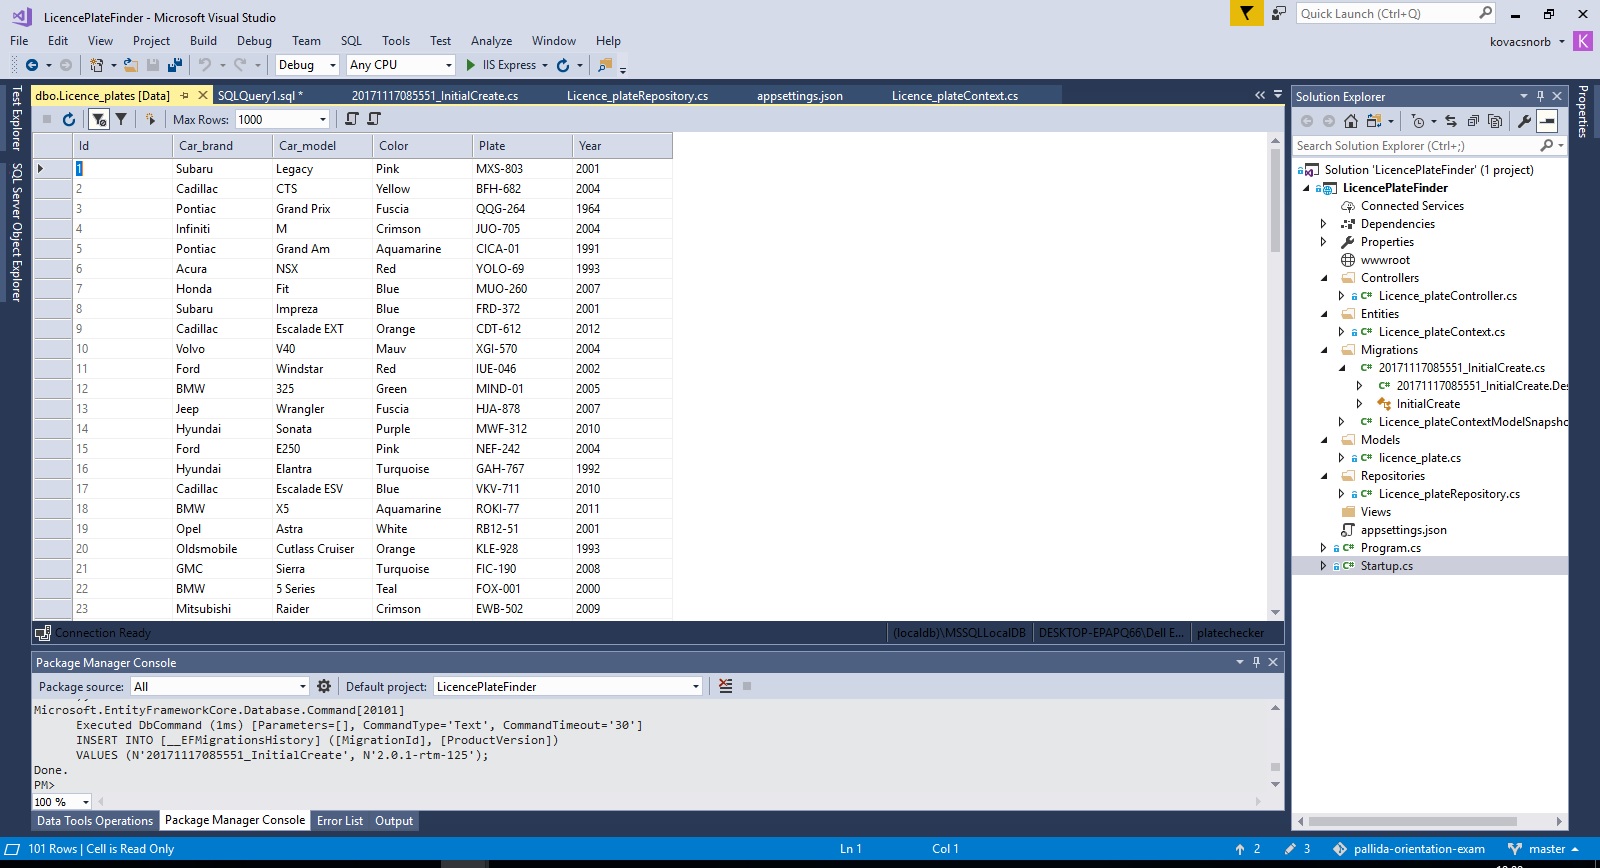 LicencePlateFinder - Microsoft Visual Studio
Quick Launch (Ctrl+Q)
File Edit View Project Build Debug Team SQL Tools Test Analyze Window Help
kovacsnorb K
Debug Any CPU IIS Express
Test Explorer
SQL Server Object Explorer
dbo.Licence_plates [Data] SQLQuery1.sql * 20171117085551_InitialCreate.cs Licence_plateRepository.cs appsettings.json Licence_plateContext.cs
Max Rows: 1000
Id Car_brand Car_model Color Plate Year
1 Subaru Legacy Pink MXS-803 2001
2 Cadillac CTS Yellow BFH-682 2004
3 Pontiac Grand Prix Fuscia QQG-264 1964
4 Infiniti M Crimson JUO-705 2004
5 Pontiac Grand Am Aquamarine CICA-01 1991
6 Acura NSX Red YOLO-69 1993
7 Honda Fit Blue MUO-260 2007
8 Subaru Impreza Blue FRD-372 2001
9 Cadillac Escalade EXT Orange CDT-612 2012
10 Volvo V40 Mauv XGI-570 2004
11 Ford Windstar Red IUE-046 2002
12 BMW 325 Green MIND-01 2005
13 Jeep Wrangler Fuscia HJA-878 2007
14 Hyundai Sonata Purple MWF-312 2010
15 Ford E250 Pink NEF-242 2004
16 Hyundai Elantra Turquoise GAH-767 1992
17 Cadillac Escalade ESV Blue VKV-711 2010
18 BMW X5 Aquamarine ROKI-77 2011
19 Opel Astra White RB12-51 2001
20 Oldsmobile Cutlass Cruiser Orange KLE-928 1993
21 GMC Sierra Turquoise FIC-190 2008
22 BMW 5 Series Teal FOX-001 2000
23 Mitsubishi Raider Crimson EWB-502 2009
Connection Ready (localdb)\MSSQLLocalDB DESKTOP-EPAPQ66\Dell E... platechecker
Package Manager Console
Package source: All Default project: LicencePlateFinder
Microsoft.EntityFrameworkCore.Database.Command[20101]
Executed DbCommand (1ms) [Parameters=[], CommandType='Text', CommandTimeout='30']
INSERT INTO [__EFMigrationsHistory] ([MigrationId], [ProductVersion])
VALUES (N'20171117085551_InitialCreate', N'2.0.1-rtm-125');
Done.
PM>
100 %
Data Tools Operations Package Manager Console Error List Output
Solution Explorer
Search Solution Explorer (Ctrl+;)
Solution 'LicencePlateFinder' (1 project)
LicencePlateFinder
Connected Services
Dependencies
Properties
wwwroot
Controllers
C# Licence_plateController.cs
Entities
C# Licence_plateContext.cs
Migrations
C# 20171117085551_InitialCreate.cs
C# 20171117085551_InitialCreate.Des
InitialCreate
C# Licence_plateContextModelSnapsho
Models
C# licence_plate.cs
Repositories
C# Licence_plateRepository.cs
Views
appsettings.json
C# Program.cs
C# Startup.cs
Properties
101 Rows | Cell is Read Only Ln 1 Col 1 2 3 pallida-orientation-exam master